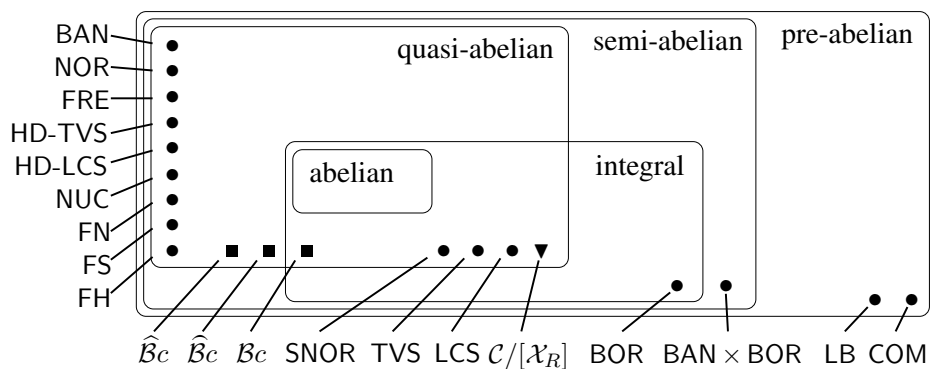 BAN
NOR
FRE
HD-TVS
HD-LCS
NUC
FN
FS
FH
quasi-abelian
semi-abelian
pre-abelian
abelian
integral
$\widehat{\mathcal{B}}c$ $\widehat{\mathcal{B}}c$ $\mathcal{B}c$ SNOR TVS LCS $\mathcal{C}/[\mathcal{X}_R]$ BOR BAN × BOR LB COM